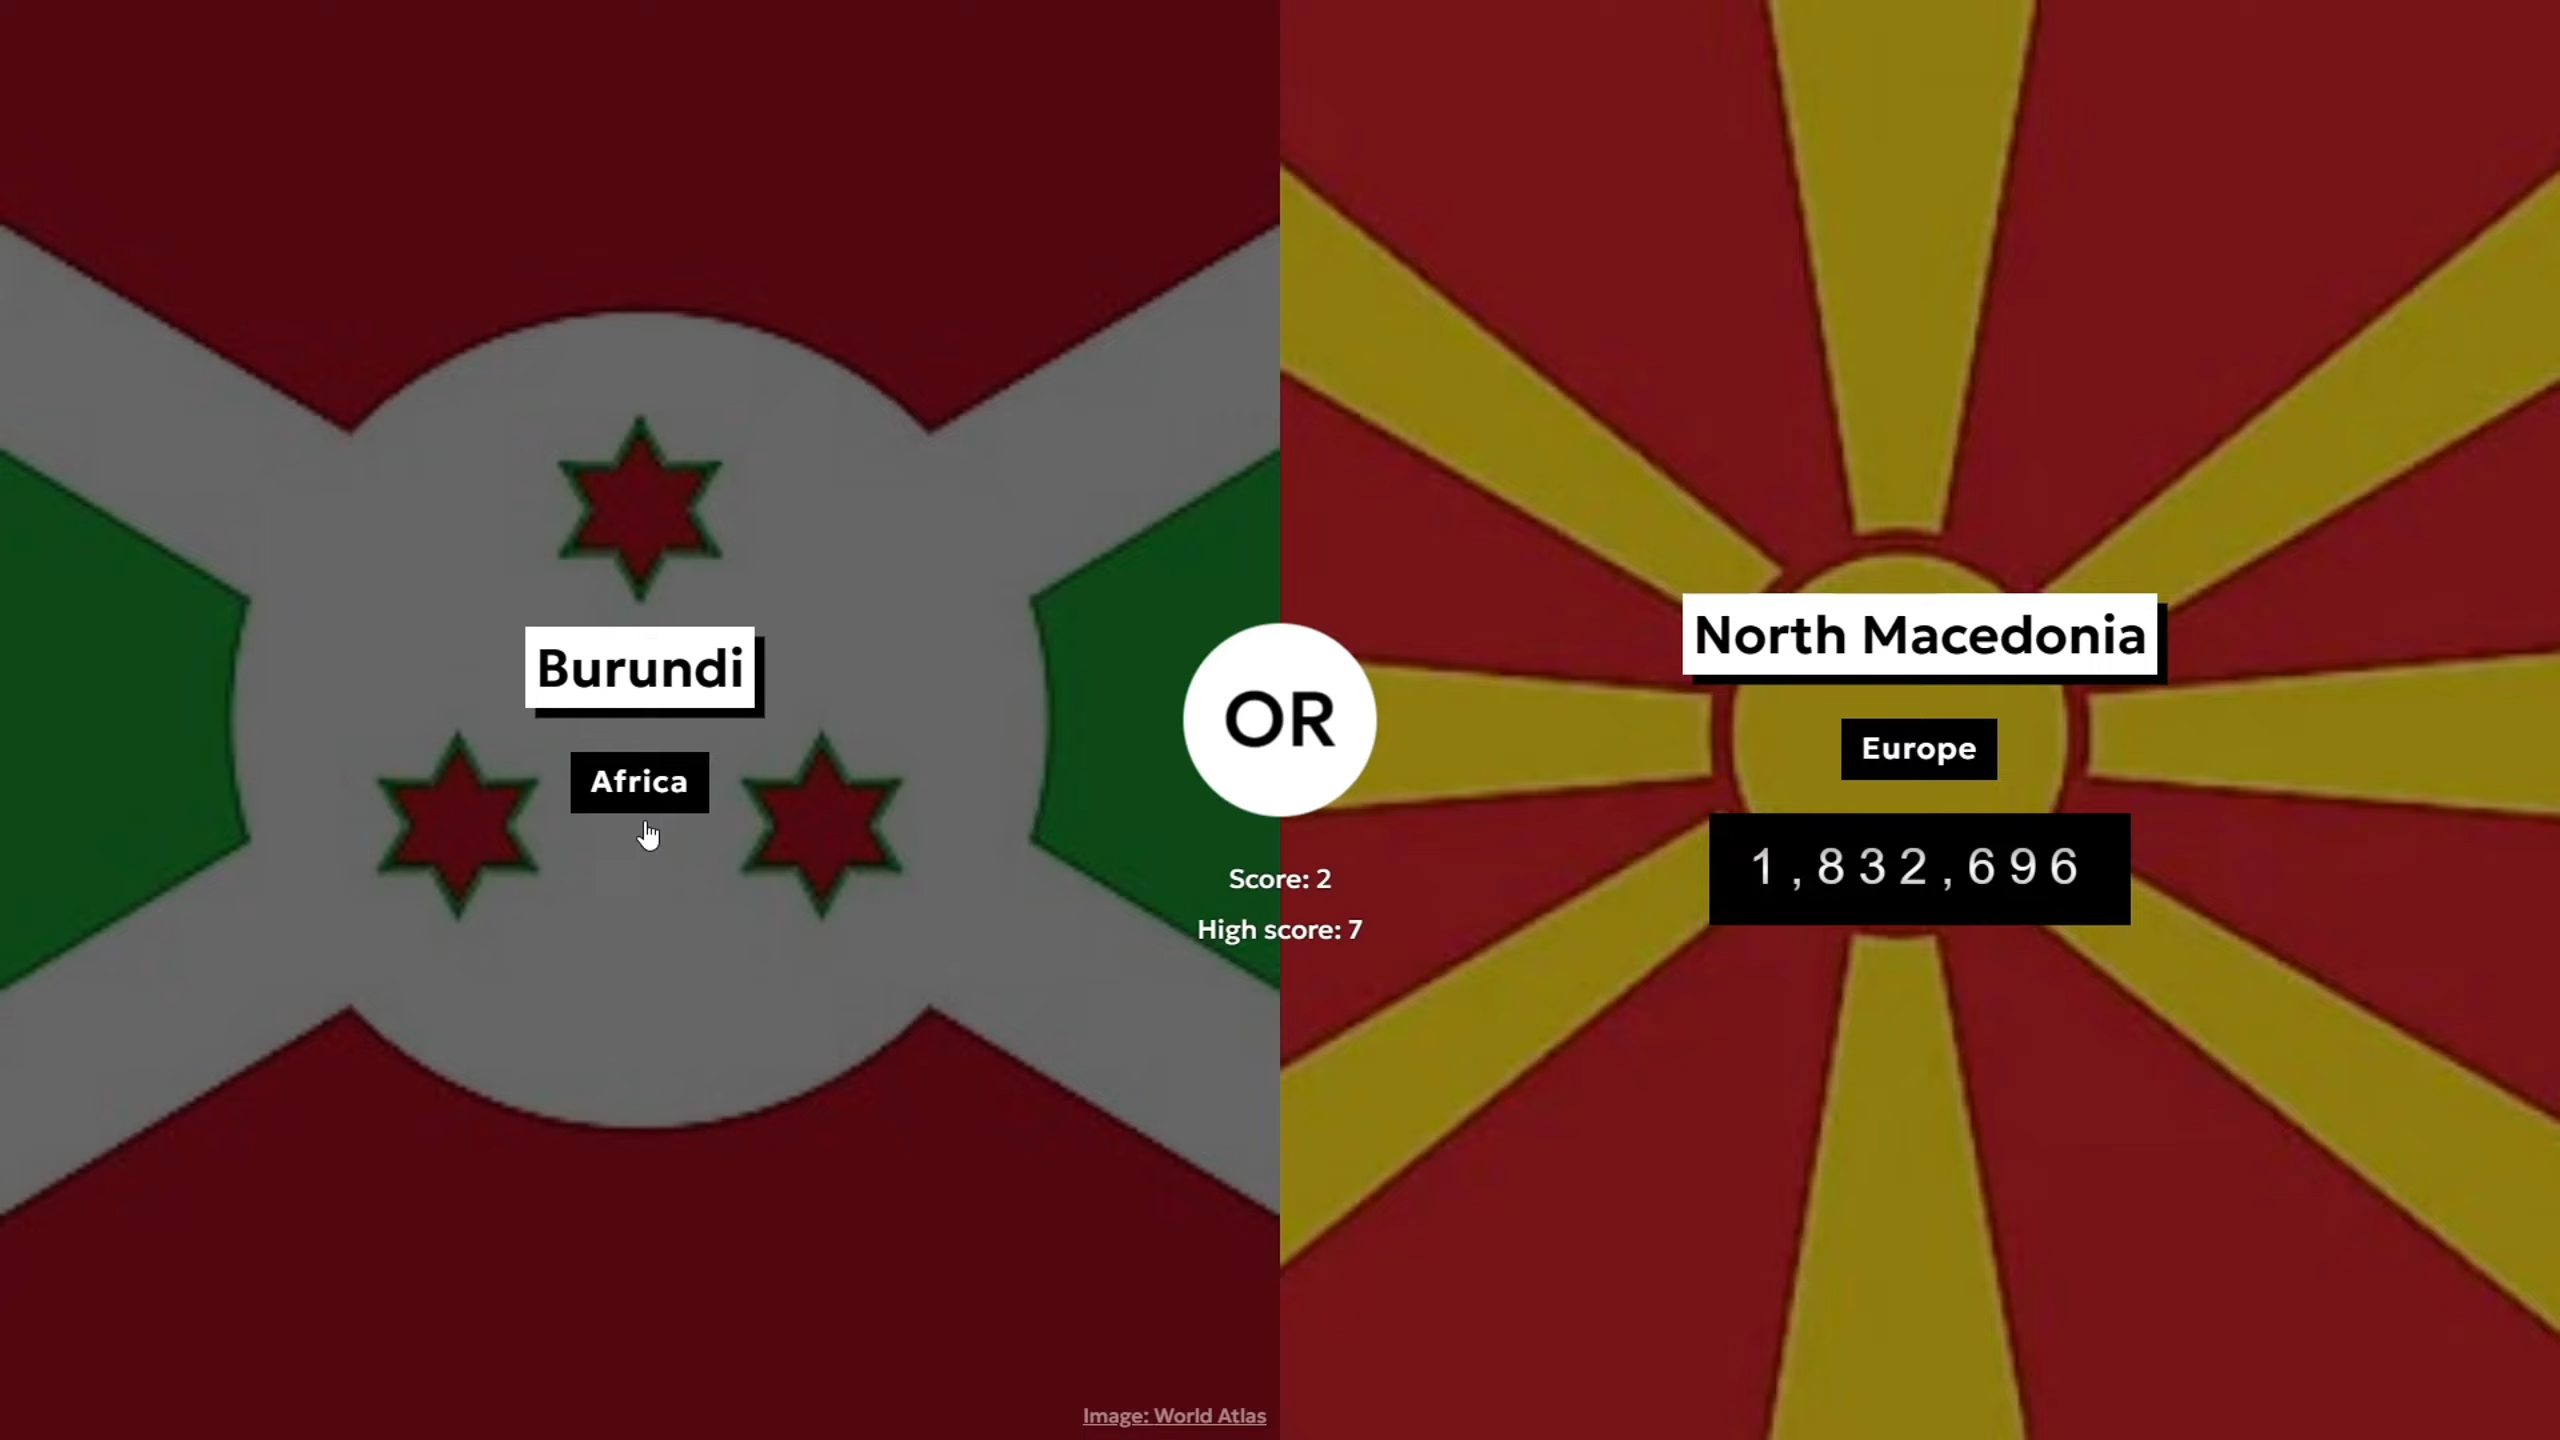 Burundi
Africa
OR
Score: 2
High score: 7
North Macedonia
Europe
1,832,696
Image: World Atlas